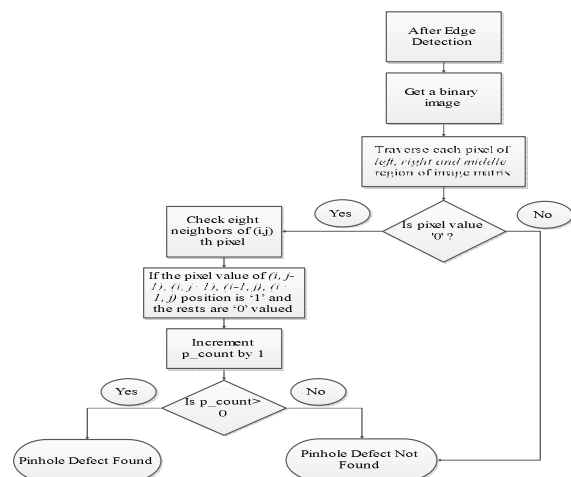 After Edge
Detection
Get a binary
image
Traverse each pixel of
left, right and middle
region of image matrix
Is pixel value
'0' ?
Yes
No
Check eight
neighbors of (i,j)
th pixel
If the pixel value of (i, j-
1), (i, j 1), (i-1, j), (i
1, j) position is ‘1’ and
the rests are ‘0’ valued
Increment
p_count by 1
Is p_count>
0
Yes
No
Pinhole Defect Found
Pinhole Defect Not
Found